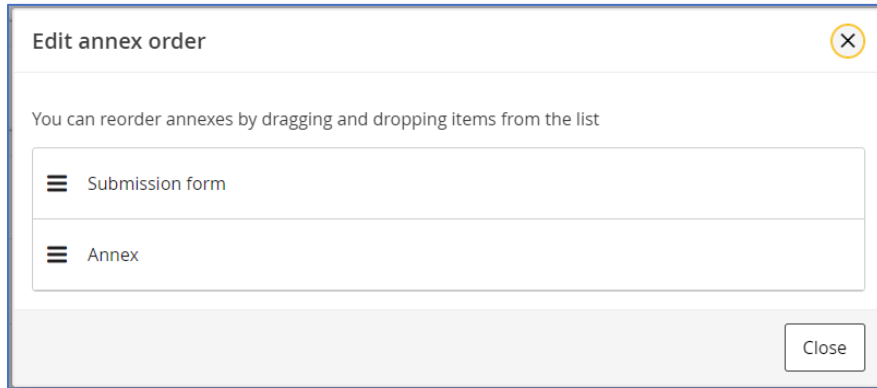 Edit annex order
You can reorder annexes by dragging and dropping items from the list
Submission form
Annex
Close